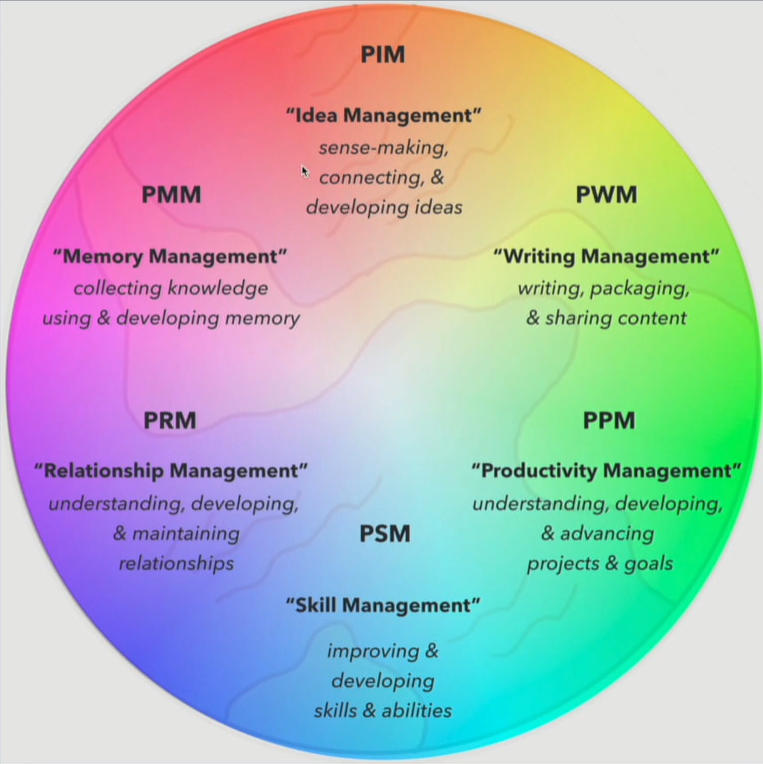 PIM
“Idea Management”
sense-making,
connecting, &
developing ideas
PMM
“Memory Management”
collecting knowledge
using & developing memory
PWM
“Writing Management”
writing, packaging,
& sharing content
PRM
“Relationship Management”
understanding, developing,
& maintaining
relationships
PPM
“Productivity Management”
understanding, developing,
& advancing
projects & goals
PSM
“Skill Management”
improving &
developing
skills & abilities